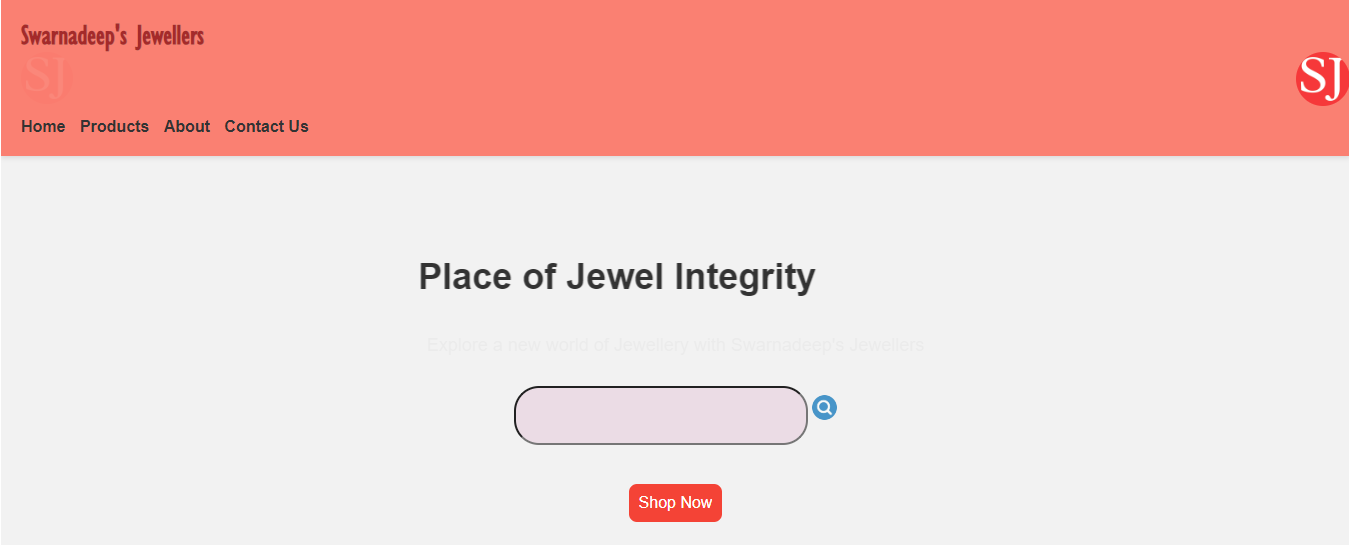 Swarnadeep's Jewellers
SJ
SJ
Home Products About Contact Us
Place of Jewel Integrity
Explore a new world of Jewellery with Swarnadeep's Jewellers
Shop Now